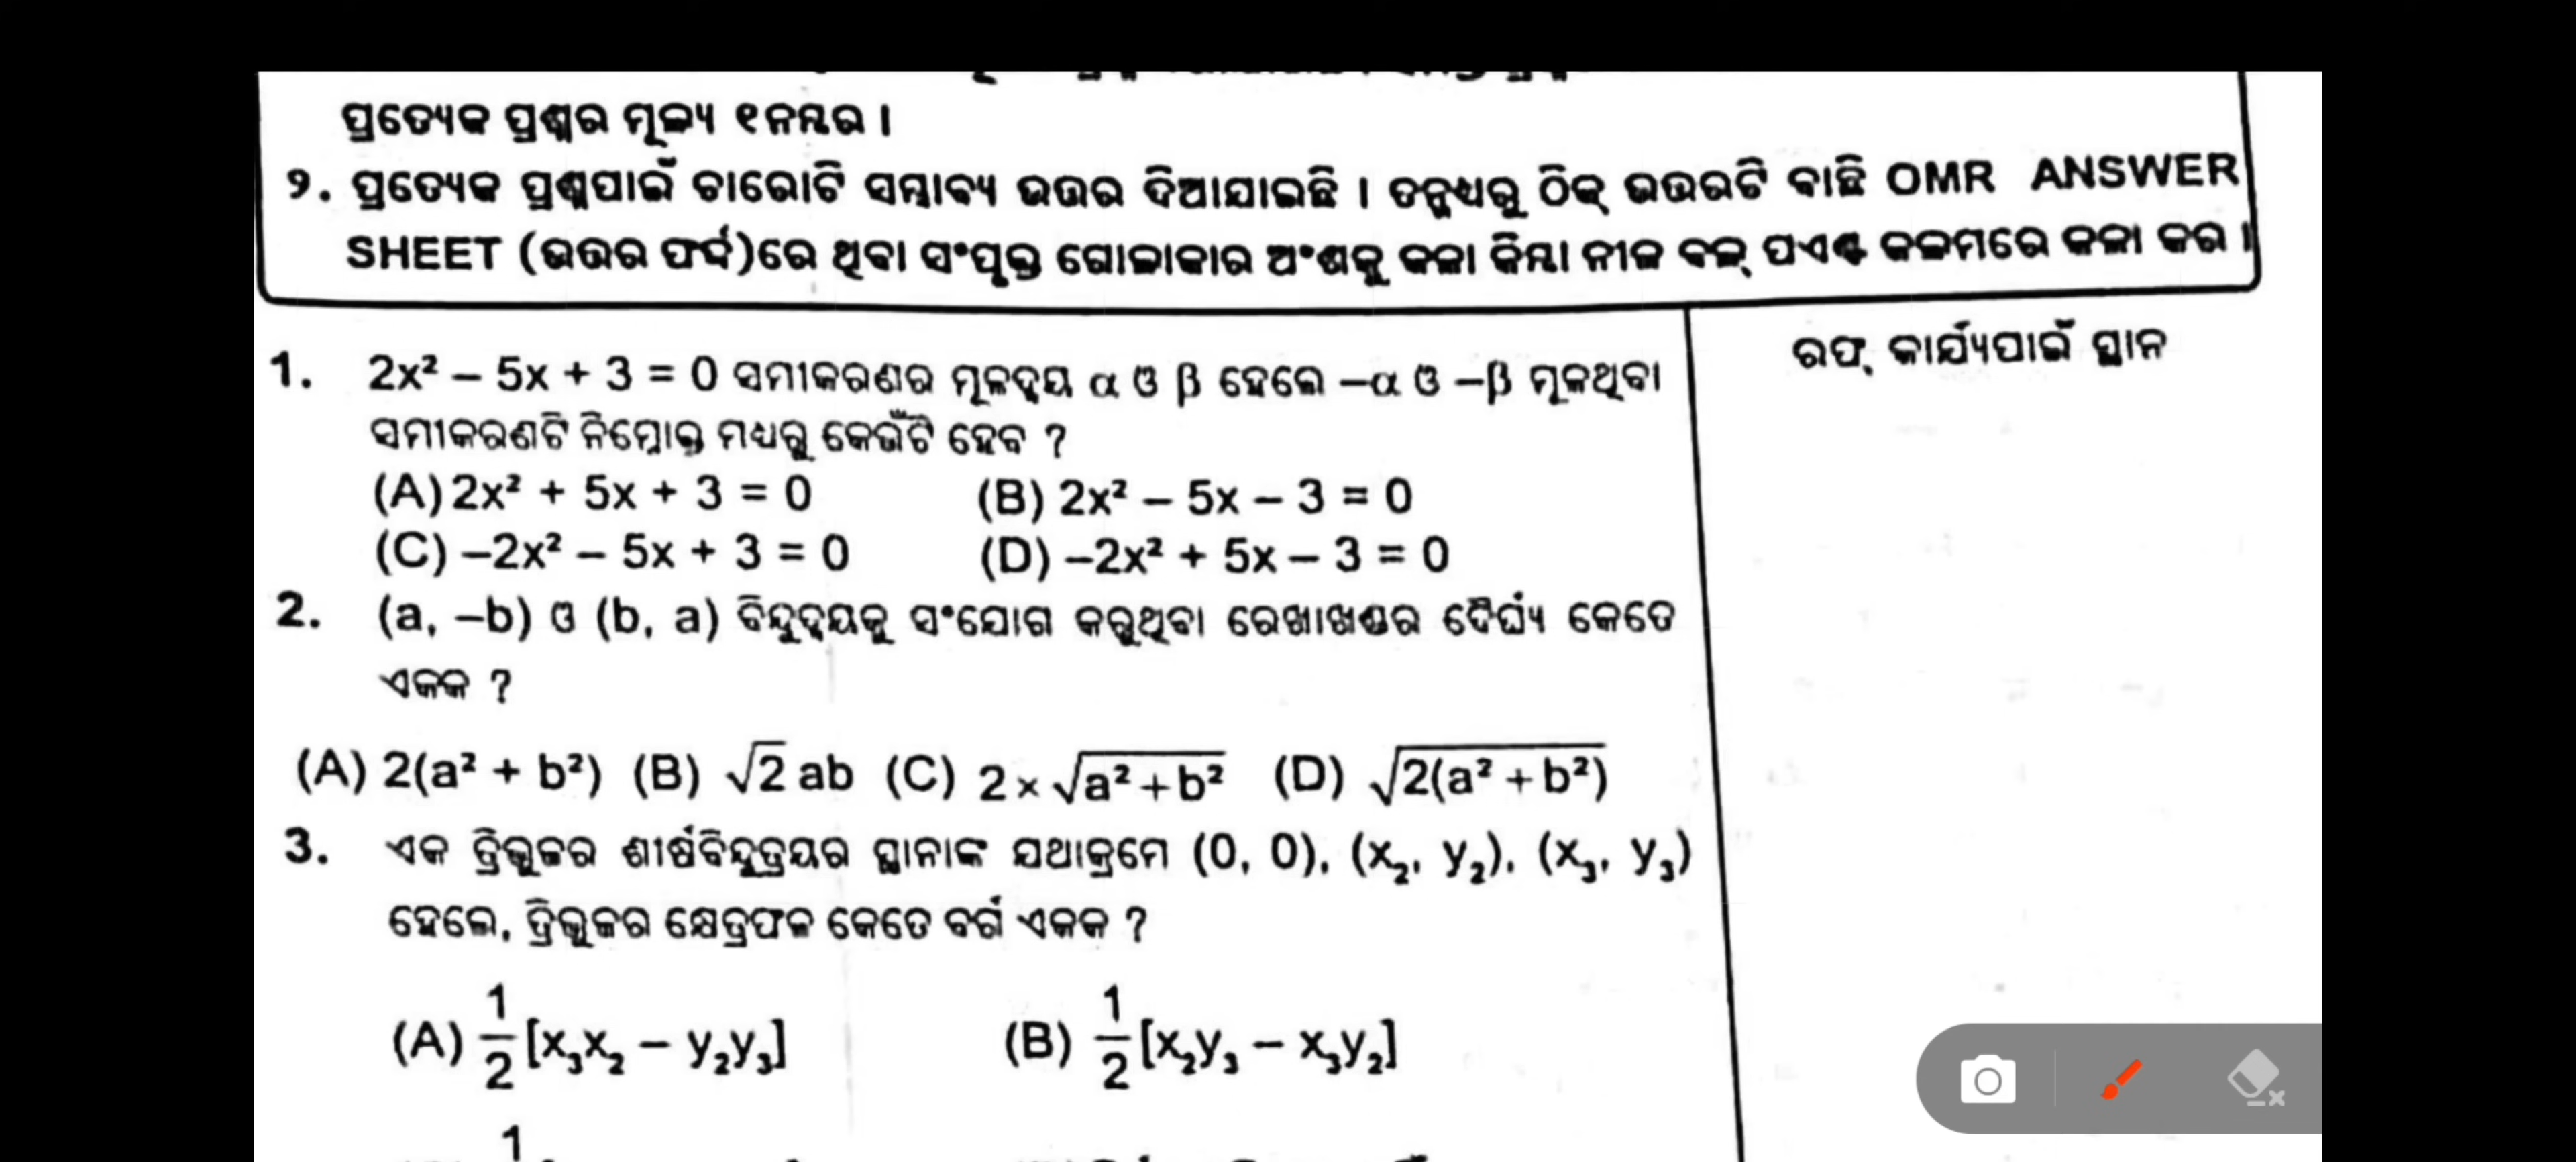 ପ୍ରତ୍ୟେକ ପ୍ରଶ୍ନର ମୂଲ୍ୟ ୧ ନମ୍ବର ।
୨. ପ୍ରତ୍ୟେକ ପ୍ରଶ୍ନପାଇଁ ଚାରୋଟି ସମ୍ଭାବ୍ୟ ଉତ୍ତର ଦିଆଯାଇଛି । ତନ୍ମଧ୍ୟରୁ ଠିକ୍ ଉତ୍ତରଟି ବାଛି OMR ANSWER
SHEET (ଉତ୍ତର ଫର୍ଦ୍ଦ)ରେ ଥିବା ସଂପୃକ୍ତ ଗୋଲାକାର ଅଂଶକୁ କଳା କିମ୍ବା ନୀଳ ବଲ୍ ପଏଣ୍ଟ କଲମରେ କଳା କର ।
ରଫ୍ କାର୍ଯ୍ୟପାଇଁ ସ୍ଥାନ
1. 2x² – 5x + 3 = 0 ସମୀକରଣର ମୂଳଦ୍ୱୟ α ଓ β ହେଲେ –α ଓ –β ମୂଳଥିବା
ସମୀକରଣଟି ନିମ୍ନୋକ୍ତ ମଧ୍ୟରୁ କେଉଁଟି ହେବ ?
(A) 2x² + 5x + 3 = 0 (B) 2x² – 5x – 3 = 0
(C) –2x² – 5x + 3 = 0 (D) –2x² + 5x – 3 = 0
2. (a, –b) ଓ (b, a) ବିନ୍ଦୁଦ୍ୱୟକୁ ସଂଯୋଗ କରୁଥିବା ରେଖାଖଣ୍ଡର ଦୈର୍ଘ୍ୟ କେତେ
ଏକକ ?
(A) 2(a² + b²) (B) √2 ab (C) 2 × √a² + b² (D) √2(a² + b²)
3. ଏକ ତ୍ରିଭୁଜର ଶୀର୍ଷବିନ୍ଦୁତ୍ରୟର ସ୍ଥାନାଙ୍କ ଯଥାକ୍ରମେ (0, 0), (x₂, y₂), (x₃, y₃)
ହେଲେ, ତ୍ରିଭୁଜର କ୍ଷେତ୍ରଫଳ କେତେ ବର୍ଗ ଏକକ ?
(A) 1/2 [x₃x₂ – y₂y₃] (B) 1/2 [x₂y₃ – x₃y₂]